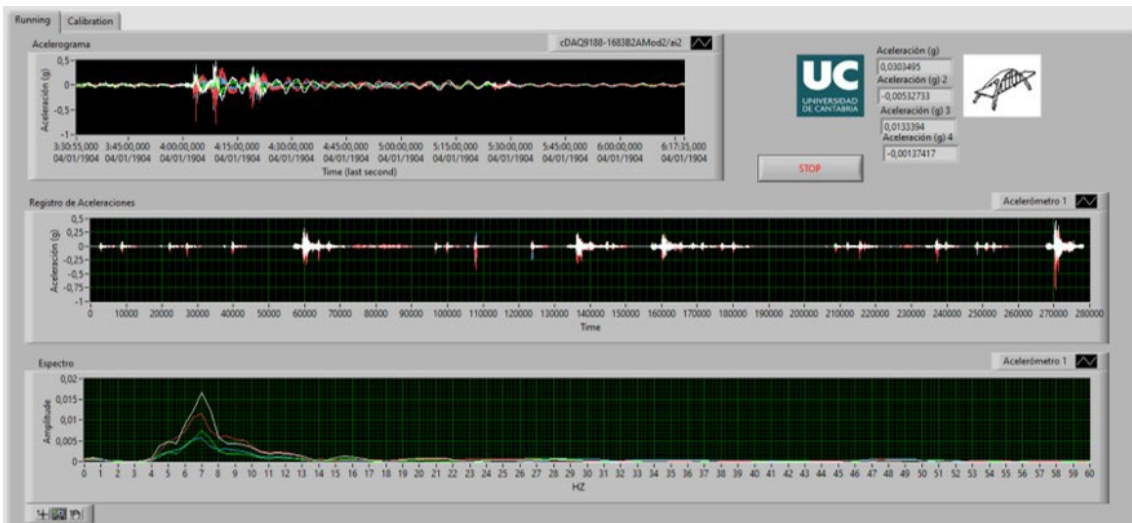 Running Calibration
Acelerograma cDAQ9188-1683B2AMod2/ai2
Aceleración (g)
0,5
0
-0,5
-1
3:30:55,000 3:45:00,000 4:00:00,000 4:15:00,000 4:30:00,000 4:45:00,000 5:00:00,000 5:15:00,000 5:30:00,000 5:45:00,000 6:00:00,000 6:17:35,000
04/01/1904 04/01/1904 04/01/1904 04/01/1904 04/01/1904 04/01/1904 04/01/1904 04/01/1904 04/01/1904 04/01/1904 04/01/1904 04/01/1904
Time (last second)
UC
UNIVERSIDAD
DE CANTABRIA
Aceleración (g)
0,0303495
Aceleración (g) 2
-0,00532733
Aceleración (g) 3
0,0133394
Aceleración (g) 4
-0,00137417
STOP
Registro de Aceleraciones Acelerómetro 1
Aceleración (g)
0,5
0,25
0
-0,25
-0,5
-0,75
-1
0 10000 20000 30000 40000 50000 60000 70000 80000 90000 100000 110000 120000 130000 140000 150000 160000 170000 180000 190000 200000 210000 220000 230000 240000 250000 260000 270000 280000
Time
Espectro Acelerómetro 1
Amplitude
0,02
0,015
0,01
0,005
0
0 1 2 3 4 5 6 7 8 9 10 11 12 13 14 15 16 17 18 19 20 21 22 23 24 25 26 27 28 29 30 31 32 33 34 35 36 37 38 39 40 41 42 43 44 45 46 47 48 49 50 51 52 53 54 55 56 57 58 59 60
HZ